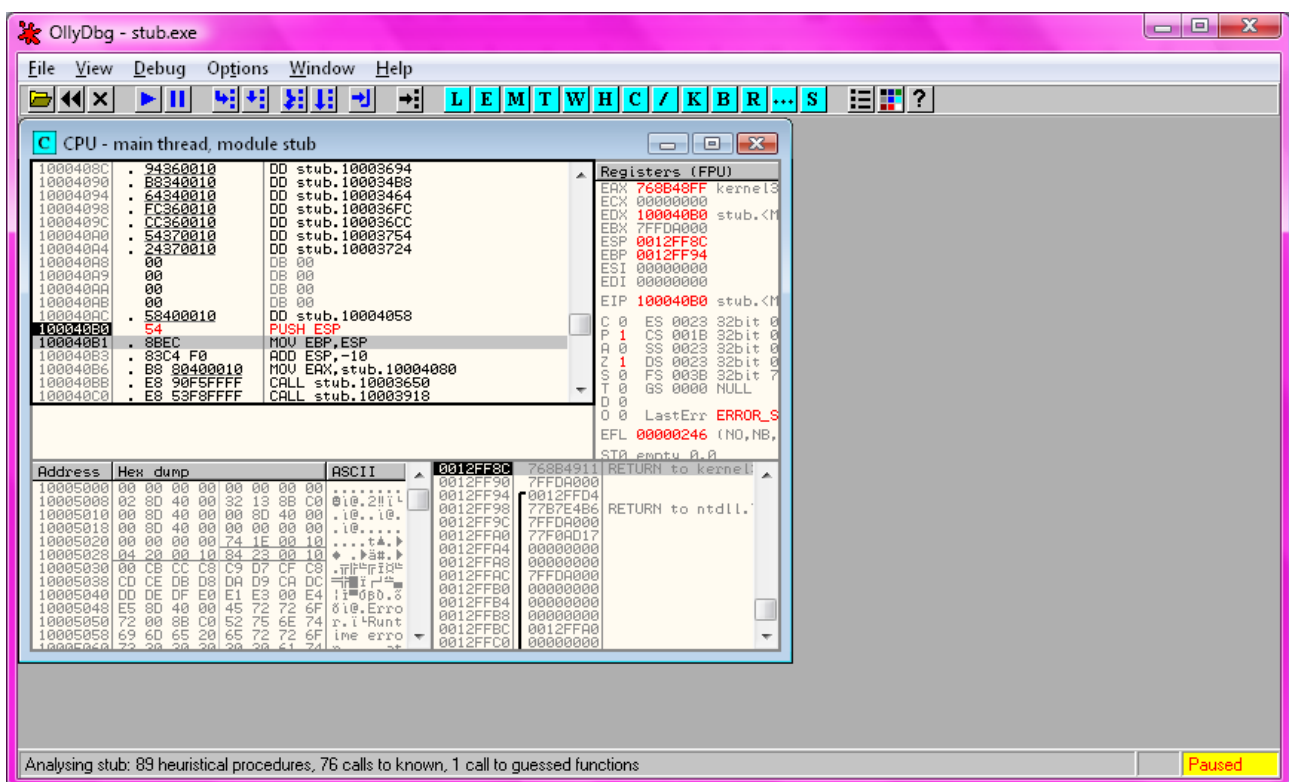 OllyDbg - stub.exe
File View Debug Options Window Help
L E M T W H C / K B R ... S ?
C CPU - main thread, module stub
1000408C . 94360010 DD stub.10003694
10004090 . B8340010 DD stub.100034B8
10004094 . 64340010 DD stub.10003464
10004098 . FC360010 DD stub.100036FC
1000409C . CC360010 DD stub.100036CC
100040A0 . 54370010 DD stub.10003754
100040A4 . 24370010 DD stub.10003724
100040A8 00 DB 00
100040A9 00 DB 00
100040AA 00 DB 00
100040AB 00 DB 00
100040AC . 58400010 DD stub.10004058
100040B0 54 PUSH ESP
100040B1 . 8BEC MOV EBP,ESP
100040B3 . 83C4 F0 ADD ESP,-10
100040B6 . B8 80400010 MOV EAX,stub.10004080
100040BB . E8 90F5FFFF CALL stub.10003650
100040C0 . E8 53F8FFFF CALL stub.10003918
Registers (FPU)
EAX 768B48FF kernel3
ECX 00000000
EDX 100040B0 stub.<M
EBX 7FFDA000
ESP 0012FF8C
EBP 0012FF94
ESI 00000000
EDI 00000000
EIP 100040B0 stub.<M
C 0 ES 0023 32bit 0
P 1 CS 001B 32bit 0
A 0 SS 0023 32bit 0
Z 1 DS 0023 32bit 0
S 0 FS 003B 32bit 7
T 0 GS 0000 NULL
D 0
O 0 LastErr ERROR_S
EFL 00000246 (NO,NB,
ST0 empty 0.0
Address Hex dump ASCII
10005000 00 00 00 00 00 00 00 00 ........
10005008 02 8D 40 00 32 13 8B C0
10005010 00 8D 40 00 00 8D 40 00 .ì@..ì@.
10005018 00 8D 40 00 00 00 00 00 .ì@.....
10005020 00 00 00 00 74 1E 00 10 ....t▲.►
10005028 04 20 00 10 84 23 00 10 ♦ .►ä#.►
10005030 00 CB CC C8 C9 D7 CF C8
10005038 CD CE DB D8 DA D9 CA DC
10005040 DD DE DF E0 E1 E3 00 E4
10005048 E5 8D 40 00 45 72 72 6F õì@.Erro
10005050 72 00 8B C0 52 75 6E 74 r.ï└Runt
10005058 69 6D 65 20 65 72 72 6F ime erro
0012FF8C 768B4911 RETURN to kernel
0012FF90 7FFDA000
0012FF94 0012FFD4
0012FF98 77B7E4B6 RETURN to ntdll.
0012FF9C 7FFDA000
0012FFA0 77F0AD17
0012FFA4 00000000
0012FFA8 00000000
0012FFAC 7FFDA000
0012FFB0 00000000
0012FFB4 00000000
0012FFB8 00000000
0012FFBC 0012FFA0
0012FFC0 00000000
Analysing stub: 89 heuristical procedures, 76 calls to known, 1 call to guessed functions
Paused